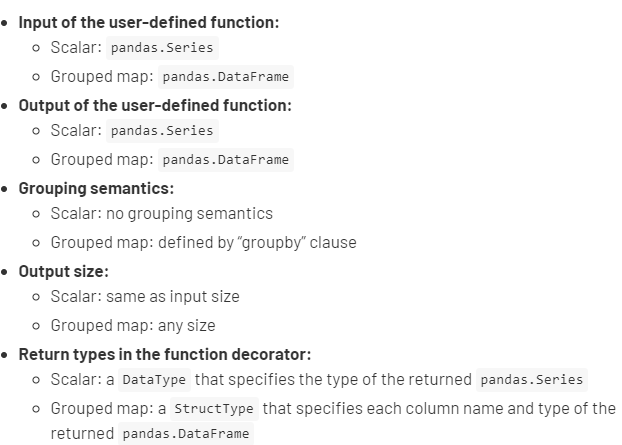 • Input of the user-defined function:
○ Scalar: pandas.Series
○ Grouped map: pandas.DataFrame
• Output of the user-defined function:
○ Scalar: pandas.Series
○ Grouped map: pandas.DataFrame
• Grouping semantics:
○ Scalar: no grouping semantics
○ Grouped map: defined by “groupby” clause
• Output size:
○ Scalar: same as input size
○ Grouped map: any size
• Return types in the function decorator:
○ Scalar: a DataType that specifies the type of the returned pandas.Series
○ Grouped map: a StructType that specifies each column name and type of the
returned pandas.DataFrame